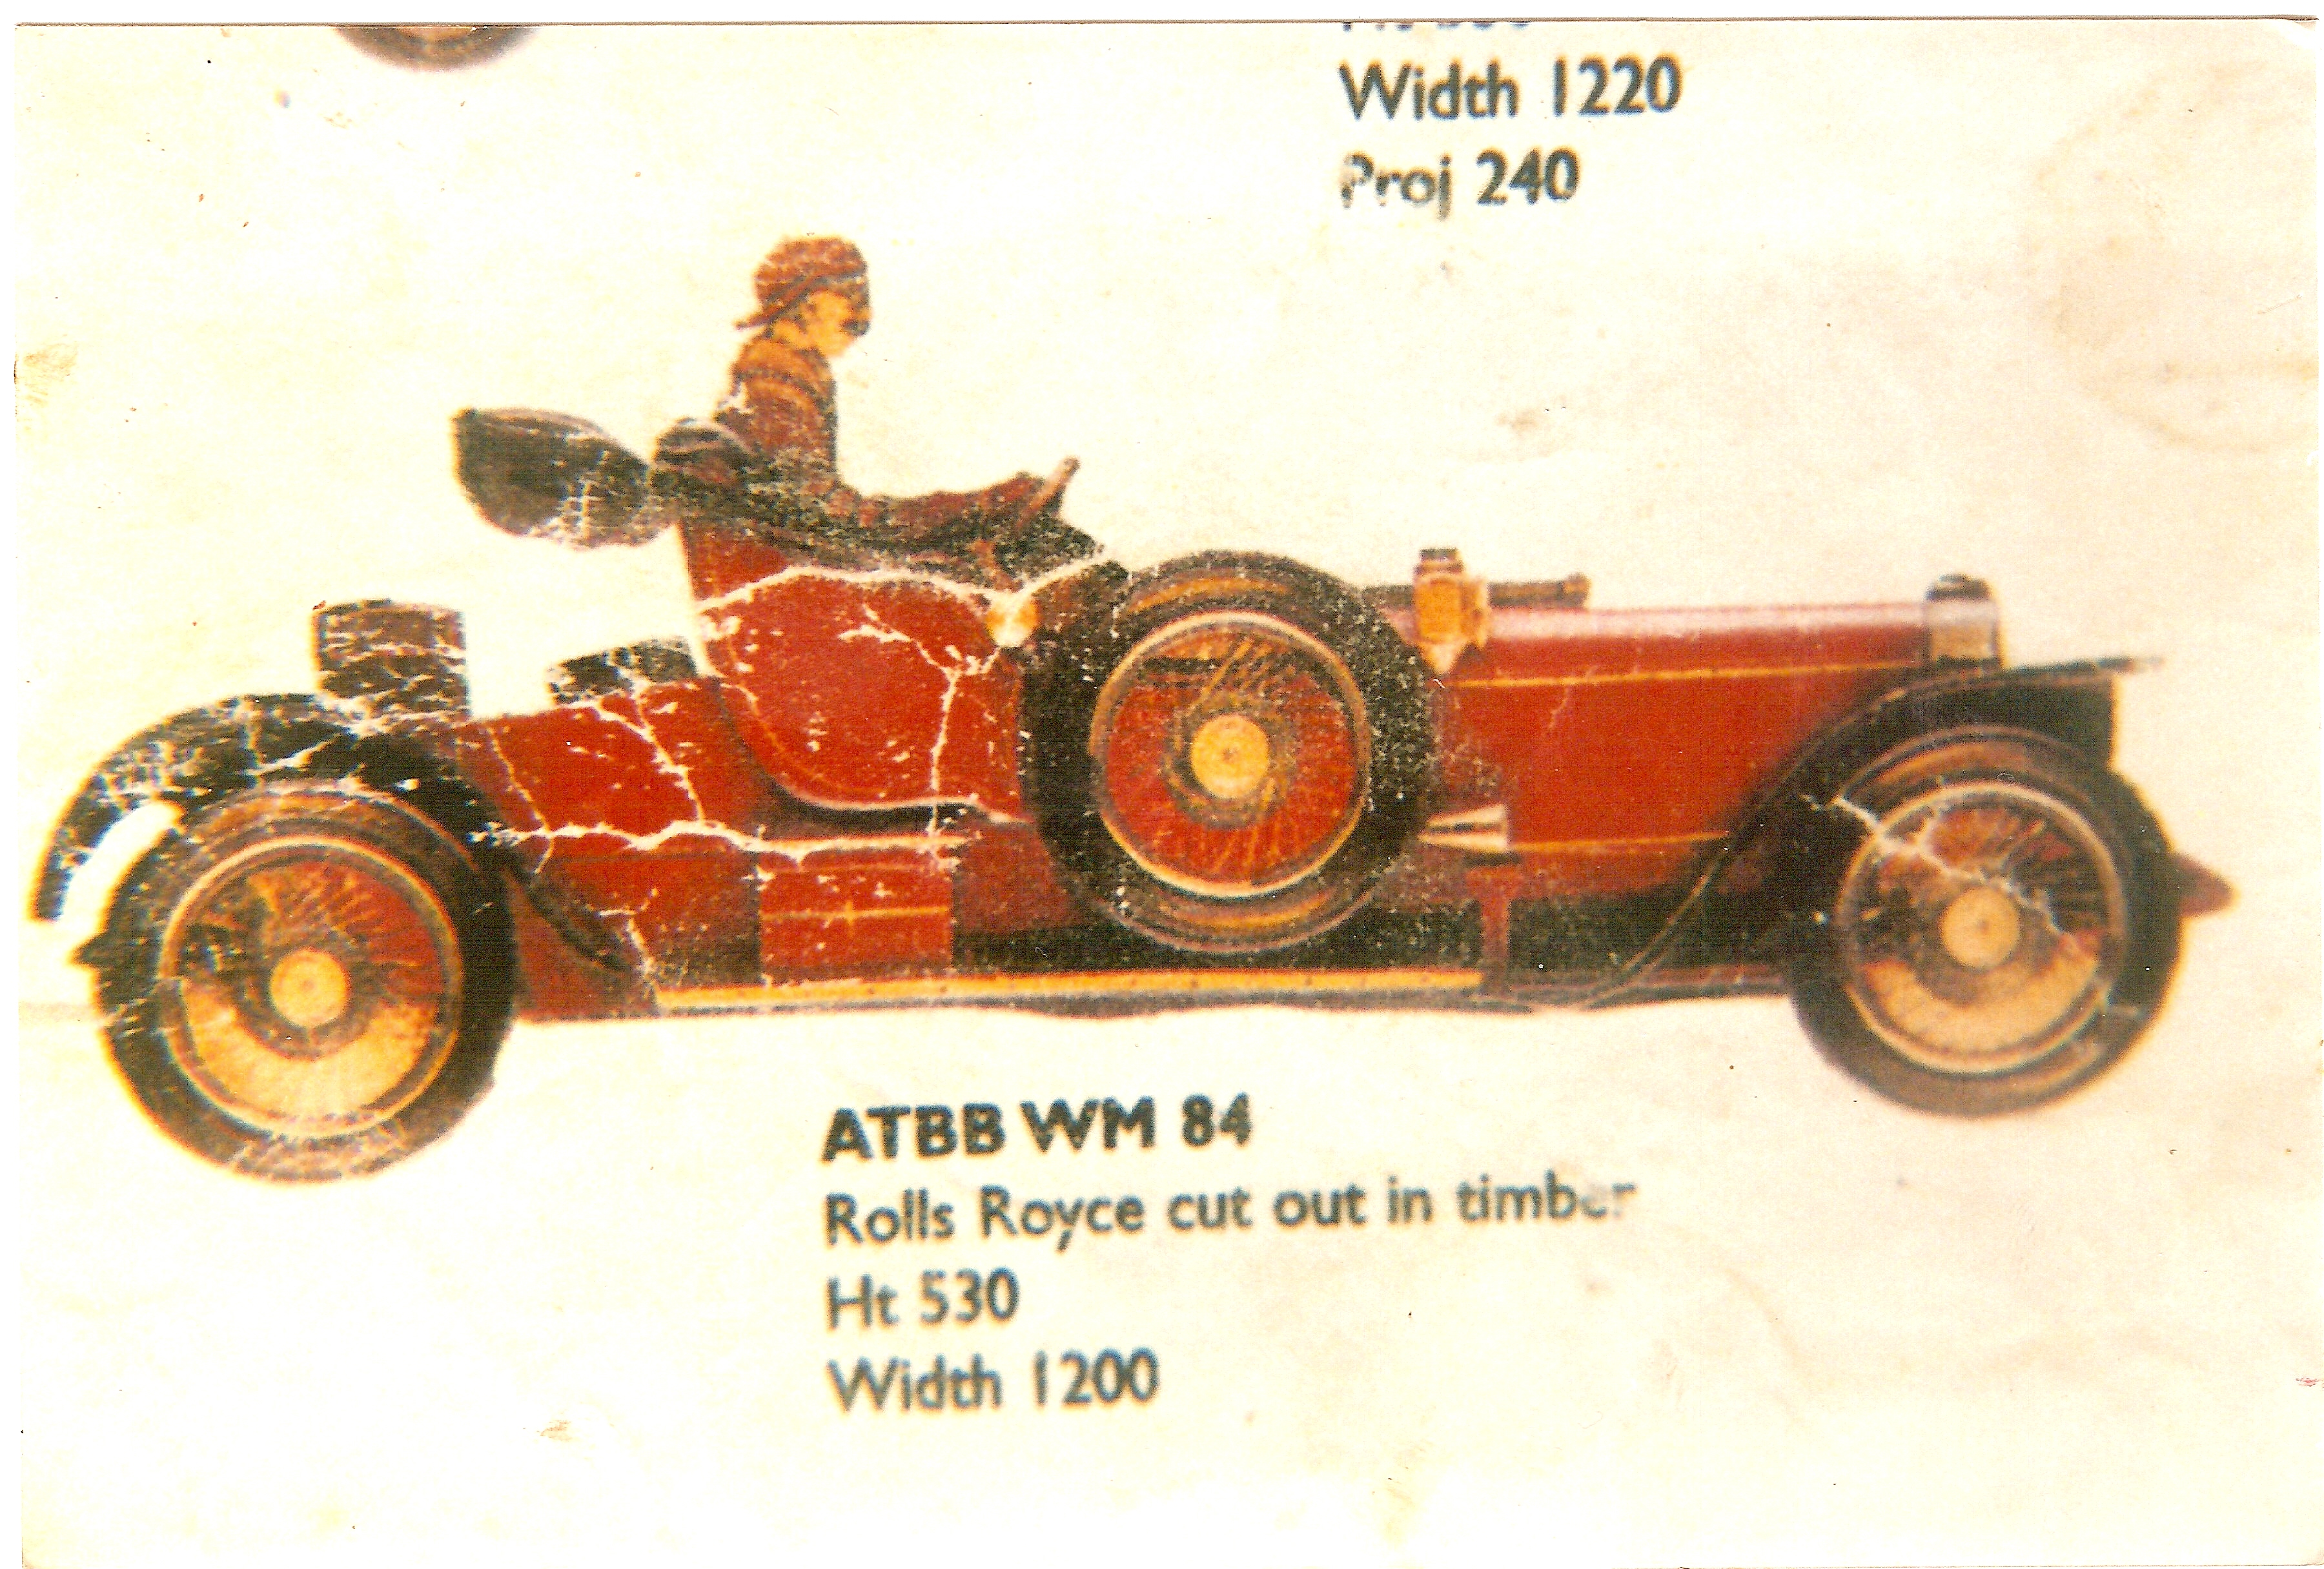 Width 1220
Proj 240
ATBB WM 84
Rolls Royce cut out in timber
Ht 530
Width 1200